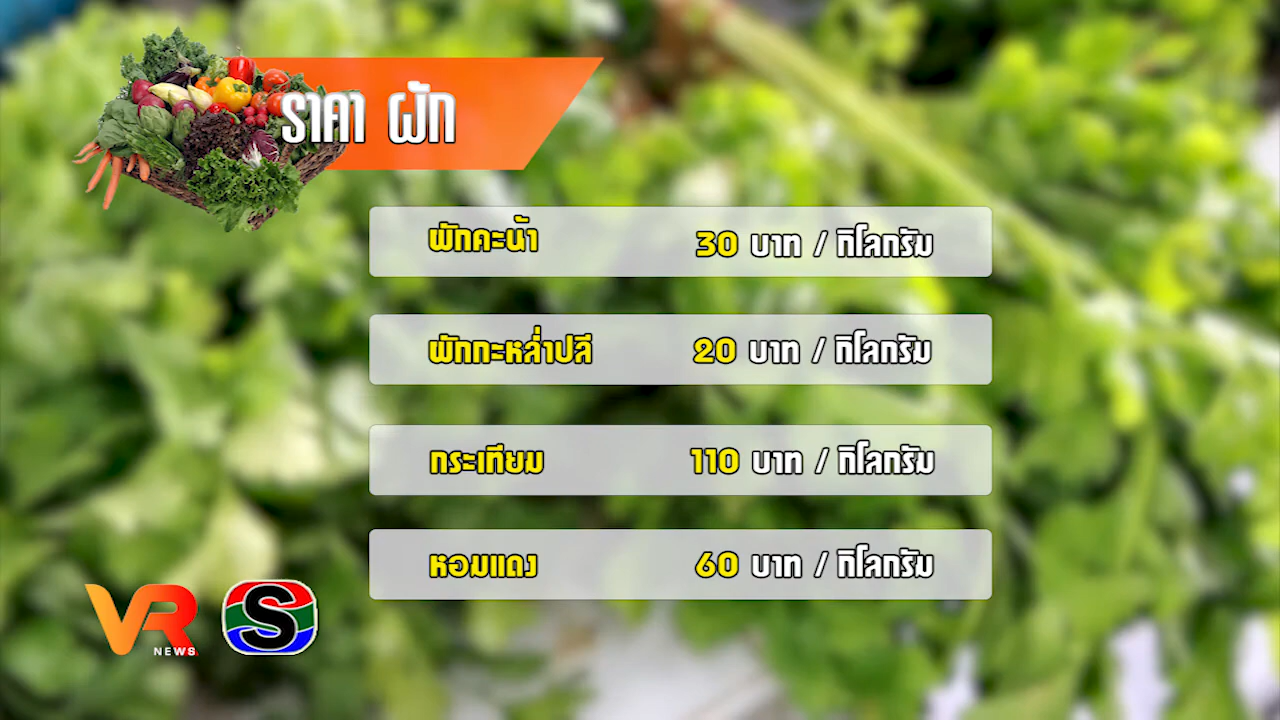 ราคา ผัก
ผักคะน้า 30 บาท / กิโลกรัม
ผักกะหล่ำปลี 20 บาท / กิโลกรัม
กระเทียม 110 บาท / กิโลกรัม
หอมแดง 60 บาท / กิโลกรัม
VR NEWS S